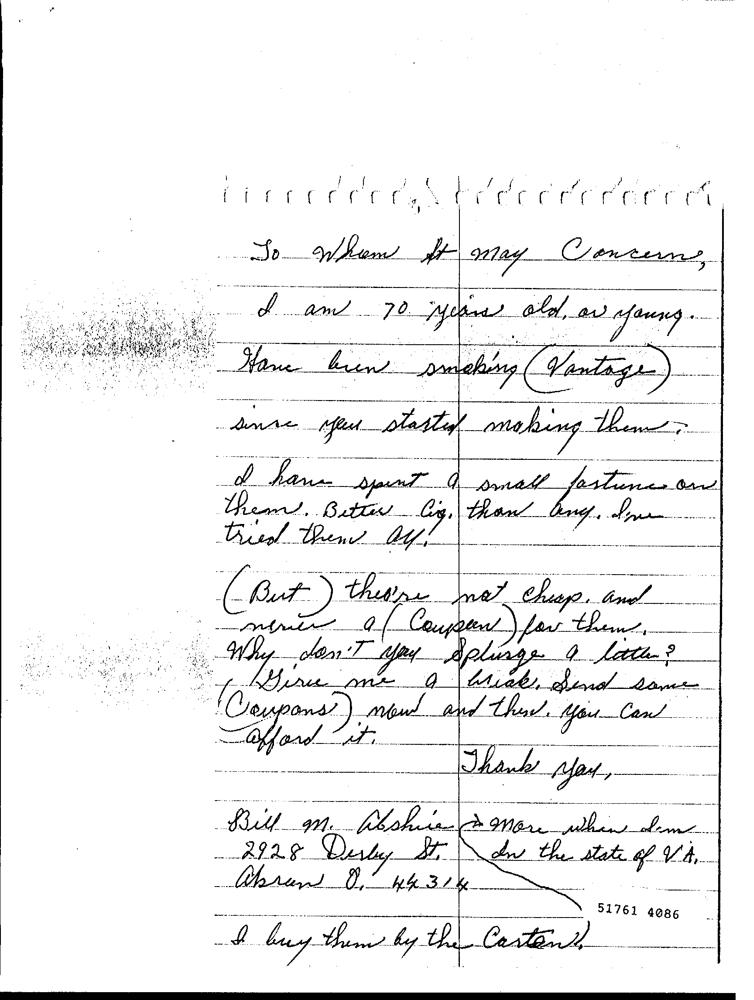 To Whom It May Concern,
I am 70 years old, or young.
Have been smoking (Vantage)
since you started making them.
I have spent a small fortune on
them. Better Cig. than any. I've
tried them all!
(But) theo're not cheap. and
never a (Coupon) for them.
Why don't you Splurge a little?
Give me a break. Send some
(Coupons) now and then. You can
afford it.
Thank you,
Bill M. Abshire & more when I'm
2928 Derby St. In the state of VA.
Akron O. 44314
51761 4086
I buy them by the Carton!